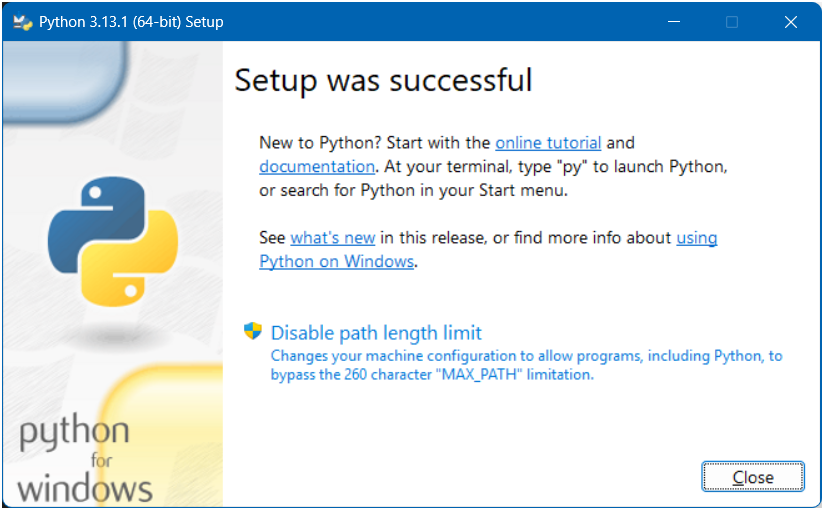 Python 3.13.1 (64-bit) Setup
Setup was successful
New to Python? Start with the online tutorial and
documentation. At your terminal, type "py" to launch Python,
or search for Python in your Start menu.
See what's new in this release, or find more info about using
Python on Windows.
Disable path length limit
Changes your machine configuration to allow programs, including Python, to
bypass the 260 character "MAX_PATH" limitation.
python
for
windows
Close